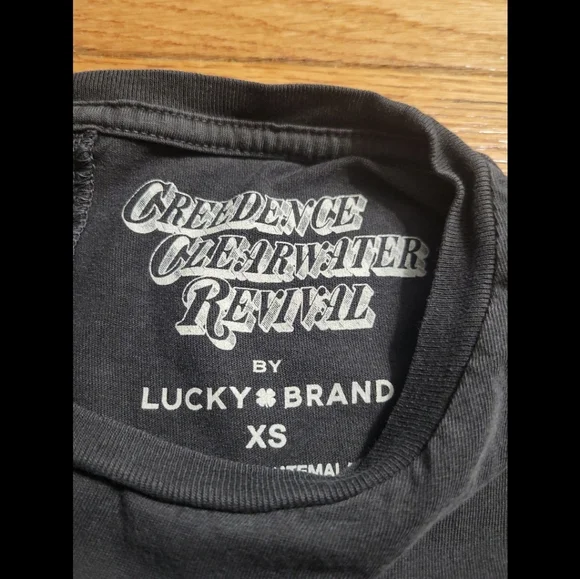 CREEDENCE
CLEARWATER
REVIVAL
BY
LUCKY BRAND
XS